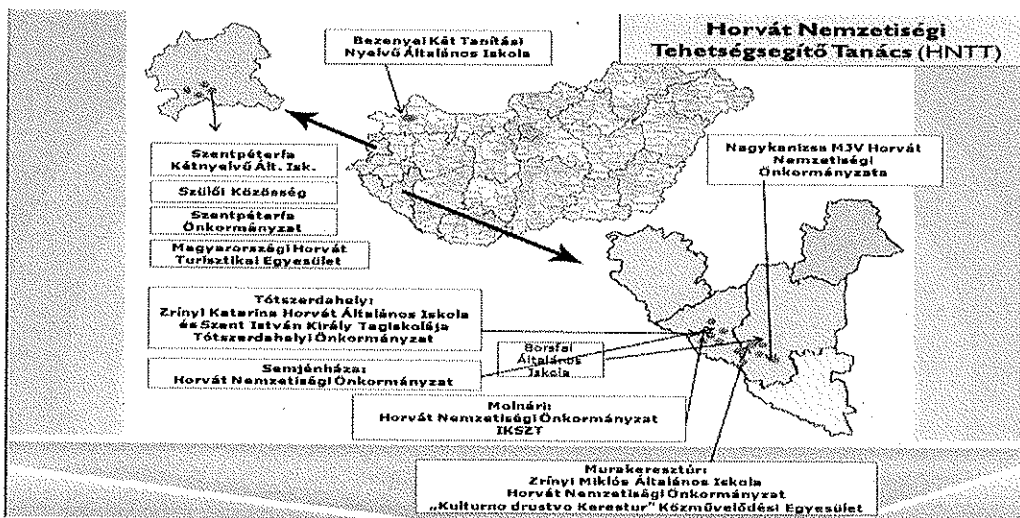 Horvát Nemzetiségi
Tehetségsegítő Tanács (HNTT)
Bezenyei Két Tanítási
Nyelvű Általános Iskola
Szentpéterfa
Kétnyelvű Ált. Isk.
Szülői Közösség
Szentpéterfa
Önkormányzat
Magyarországi Horvát
Turisztikai Egyesület
Nagykanizsa MJV Horvát
Nemzetiségi
Önkormányzata
Tótszerdahely:
Zrínyi Katarina Horvát Általános Iskola
és Szent István Király Tagiskolája
Tótszerdahelyi Önkormányzat
Borsfai
Általános
Iskola
Semjénháza:
Horvát Nemzetiségi Önkormányzat
Molnári:
Horvát Nemzetiségi Önkormányzat
IKSZT
Murakeresztúr:
Zrínyi Miklós Általános Iskola
Horvát Nemzetiségi Önkormányzat
„Kulturno drustvo Kerestur” Közművelődési Egyesület